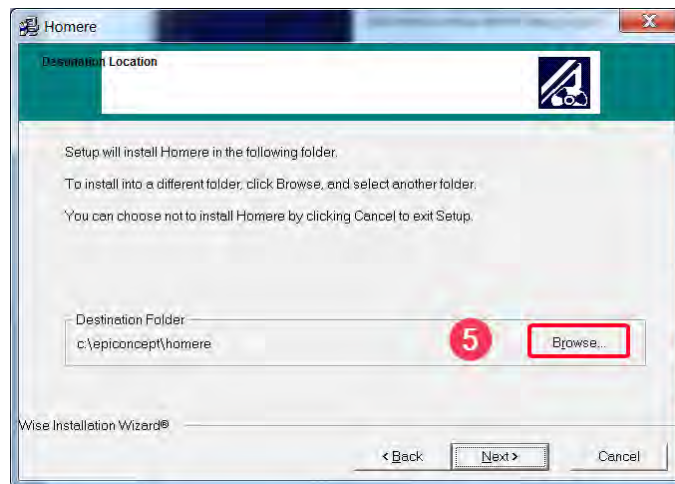 Homere
Destination Location
Setup will install Homere in the following folder.
To install into a different folder, click Browse, and select another folder.
You can choose not to install Homere by clicking Cancel to exit Setup.
Destination Folder
c:\epiconcept\homere
5
Browse...
Wise Installation Wizard®
< Back
Next >
Cancel